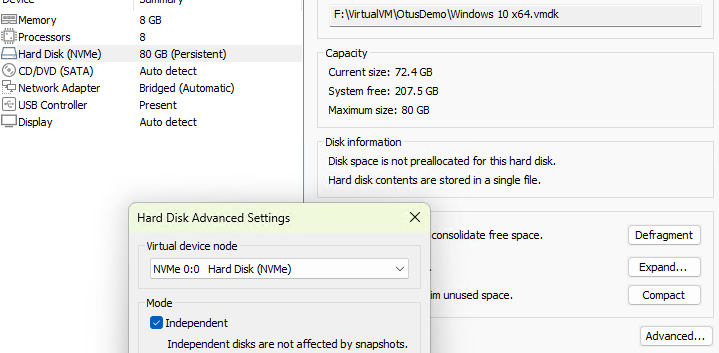 Device Summary
Memory 8 GB
Processors 8
Hard Disk (NVMe) 80 GB (Persistent)
CD/DVD (SATA) Auto detect
Network Adapter Bridged (Automatic)
USB Controller Present
Display Auto detect
F:\VirtualVM\OtusDemo\Windows 10 x64.vmdk
Capacity
Current size: 72.4 GB
System free: 207.5 GB
Maximum size: 80 GB
Disk information
Disk space is not preallocated for this hard disk.
Hard disk contents are stored in a single file.
consolidate free space. Defragment
Expand...
unused space. Compact
Advanced...
Hard Disk Advanced Settings
Virtual device node
NVMe 0:0 Hard Disk (NVMe)
Mode
Independent
Independent disks are not affected by snapshots.